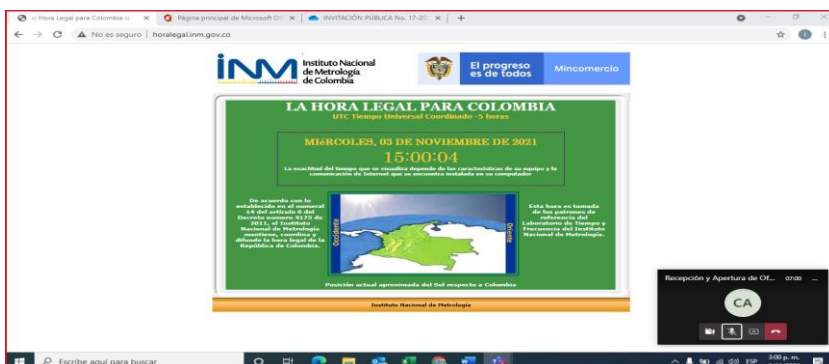 :: Hora Legal para Colombia ::
Página principal de Microsoft Of
INVITACIÓN PÚBLICA No. 17-20
No es seguro | horalegal.inm.gov.co
INM Instituto Nacional
de Metrología
de Colombia
El progreso
es de todos
Mincomercio
LA HORA LEGAL PARA COLOMBIA
UTC Tiempo Universal Coordinado -5 horas
MIéRCOLES, 03 DE NOVIEMBRE DE 2021
15:00:04
La exactitud del tiempo que se visualiza depende de las características de su equipo y la
comunicación de Internet que se encuentra instalada en su computador
De acuerdo con lo
establecido en el numeral
14 del artículo 6 del
Decreto numero 4175 de
2011, el Instituto
Nacional de Metrología
mantiene, coordina y
difunde la hora legal de la
República de Colombia.
Occidente
Oriente
Esta hora es tomada
de los patrones de
referencia del
Laboratorio de Tiempo y
Frecuencia del Instituto
Nacional de Metrología.
Posición actual aproximada del Sol respecto a Colombia
Instituto Nacional de Metrología
Recepción y Apertura de Of... 07:00 ...
CA
Escribe aquí para buscar
ESP
3:00 p. m.